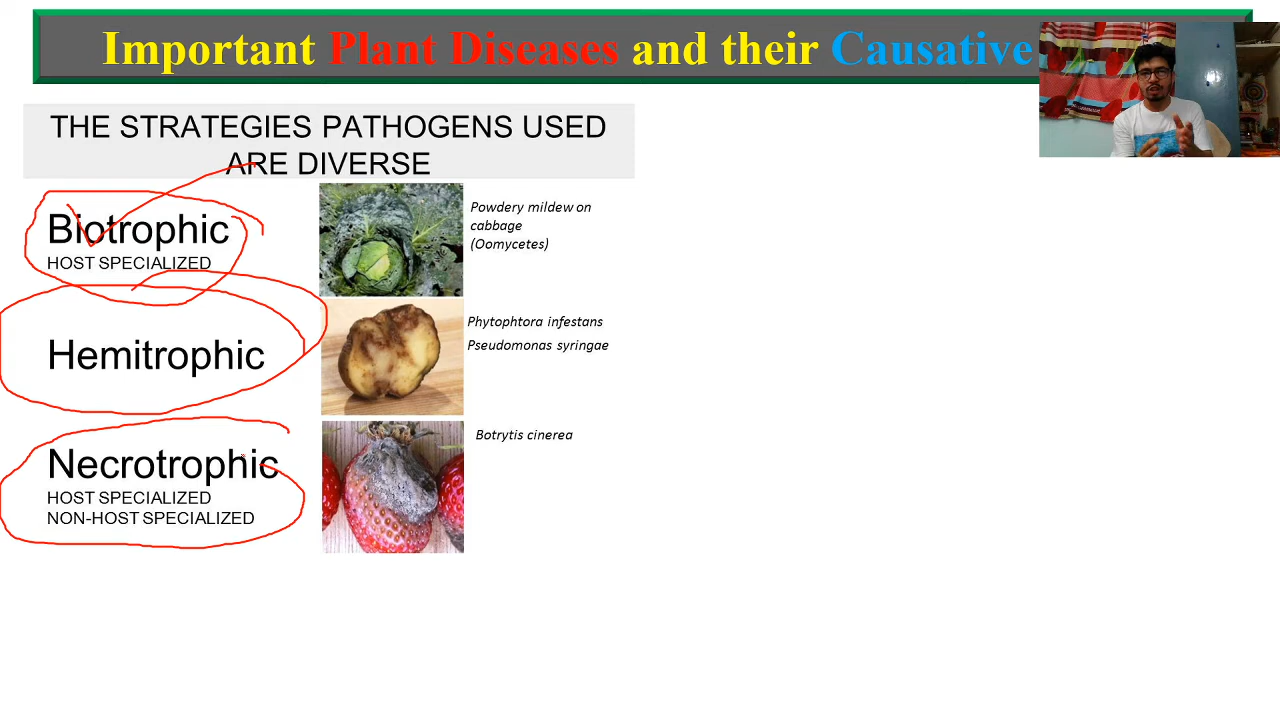 Important Plant Diseases and their Causative
THE STRATEGIES PATHOGENS USED
ARE DIVERSE
Biotrophic
HOST SPECIALIZED
Powdery mildew on
cabbage
(Oomycetes)
Hemitrophic
Phytophtora infestans
Pseudomonas syringae
Necrotrophic
HOST SPECIALIZED
NON-HOST SPECIALIZED
Botrytis cinerea